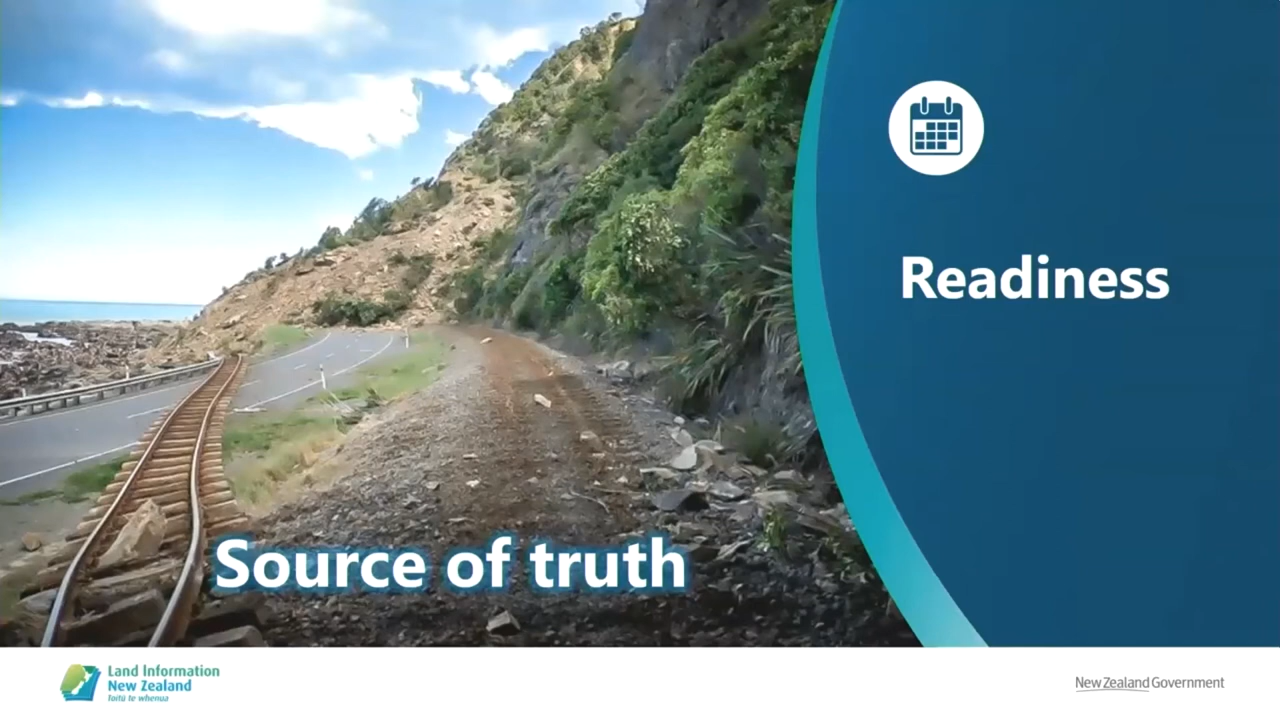 Readiness
Source of truth
Land Information
New Zealand
Toitū te whenua
New Zealand Government